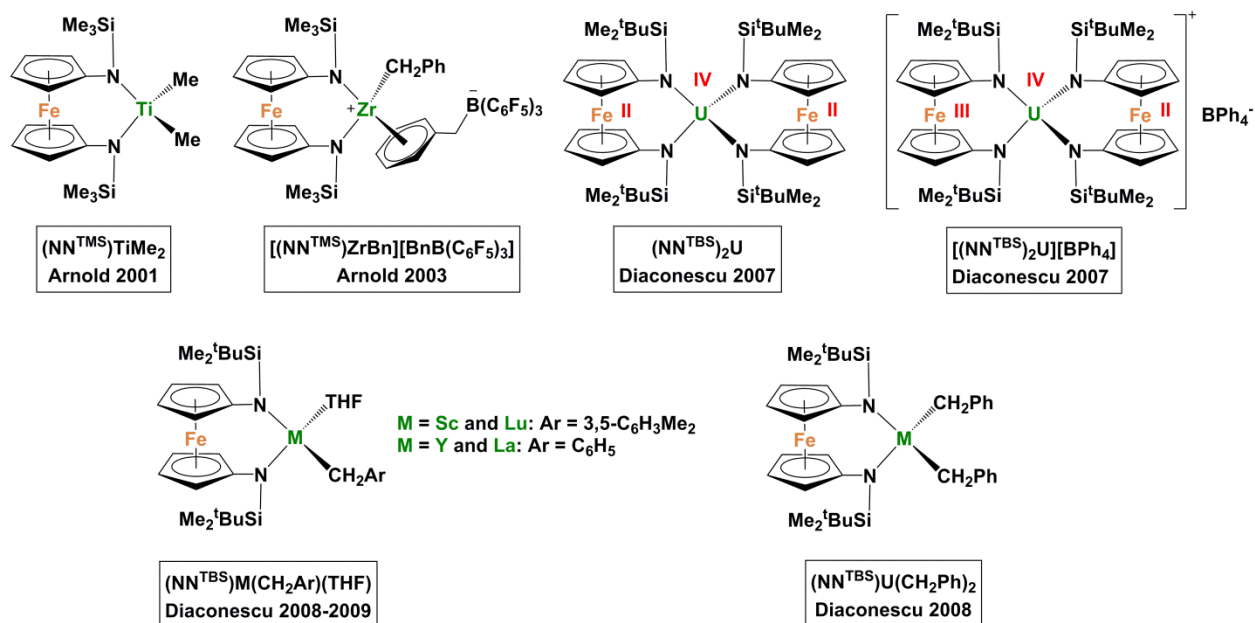 Me₃Si
N
Fe
Ti
Me
Me
N
Me₃Si
(NNᵀᴹˢ)TiMe₂
Arnold 2001
Me₃Si
N
CH₂Ph
Fe
+Zr
B̄(C₆F₅)₃
N
Me₃Si
[(NNᵀᴹˢ)ZrBn][BnB(C₆F₅)₃]
Arnold 2003
Me₂ᵗBuSi SiᵗBuMe₂
N IV N
Fe II U Fe II
N N
Me₂ᵗBuSi SiᵗBuMe₂
(NNᵀᴮˢ)₂U
Diaconescu 2007
+
Me₂ᵗBuSi SiᵗBuMe₂
N IV N
Fe III U Fe II BPh₄⁻
N N
Me₂ᵗBuSi SiᵗBuMe₂
[(NNᵀᴮˢ)₂U][BPh₄]
Diaconescu 2007
Me₂ᵗBuSi
N THF
Fe M
N CH₂Ar
Me₂ᵗBuSi
(NNᵀᴮˢ)M(CH₂Ar)(THF)
Diaconescu 2008-2009
M = Sc and Lu: Ar = 3,5-C₆H₃Me₂
M = Y and La: Ar = C₆H₅
Me₂ᵗBuSi
N CH₂Ph
Fe M
N CH₂Ph
Me₂ᵗBuSi
(NNᵀᴮˢ)U(CH₂Ph)₂
Diaconescu 2008